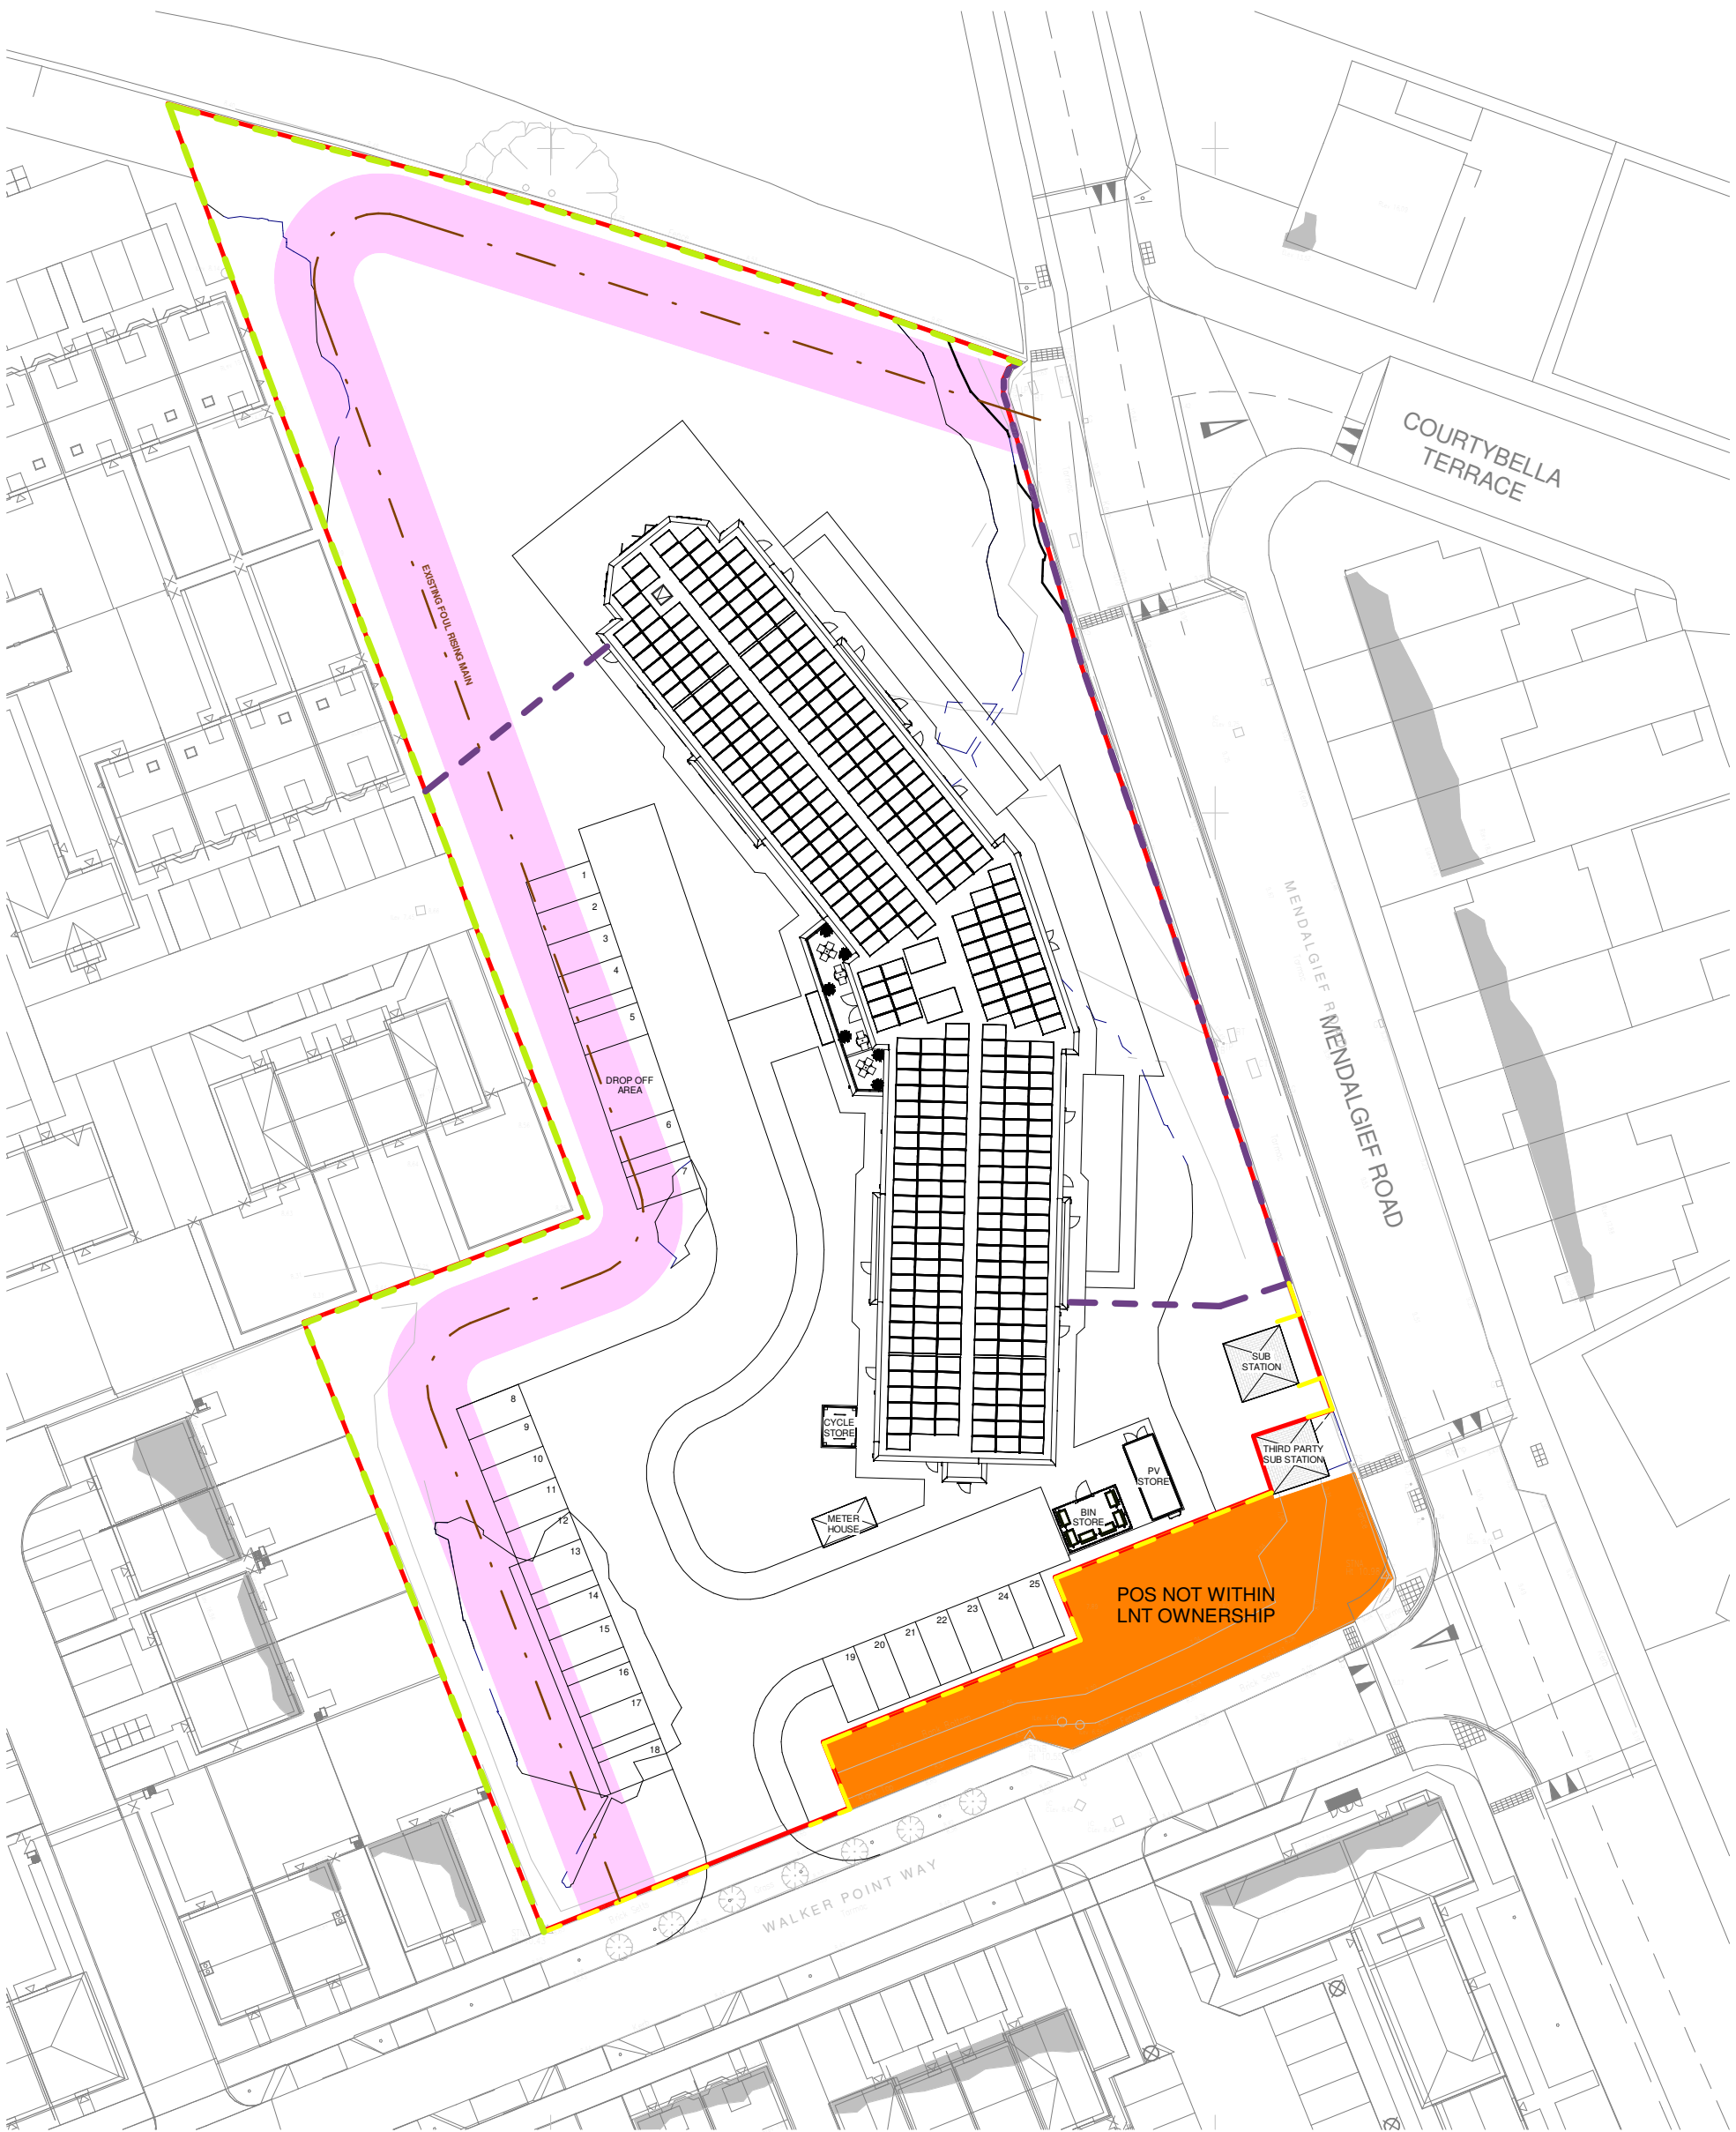 COURTYBELLA
TERRACE
EXISTING FOUL RISING MAIN
1
2
3
4
5
DROP OFF
AREA
6
7
MENDALGIEF ROAD
SUB
STATION
THIRD PARTY
SUB STATION
CYCLE
STORE
PV
STORE
BIN
STORE
METER
HOUSE
8
9
10
11
12
13
14
15
16
17
18
19
20
21
22
23
24
25
POS NOT WITHIN
LNT OWNERSHIP
WALKER POINT WAY